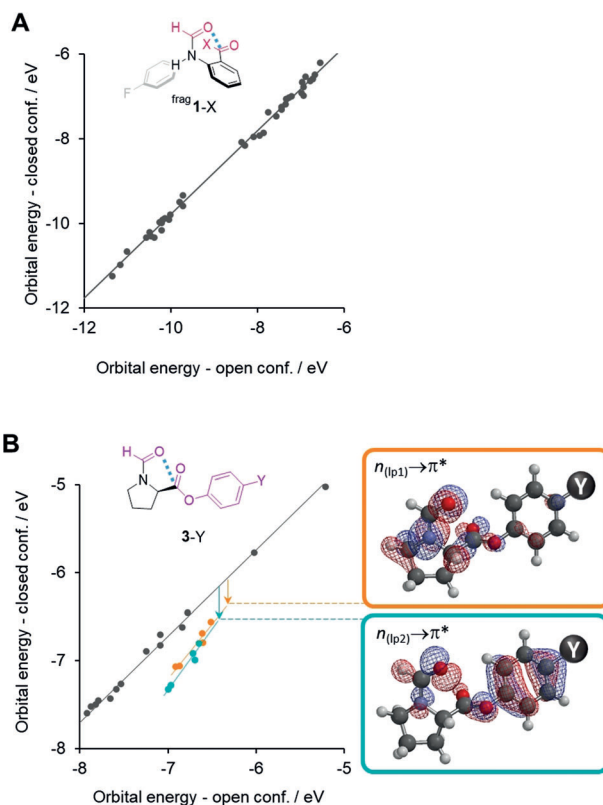 A
H
O
X
O
H
N
F
frag 1-X
Orbital energy - closed conf. / eV
-6
-8
-10
-12
-12
-10
-8
-6
Orbital energy - open conf. / eV
B
H
O
N
O
O
Y
3-Y
Orbital energy - closed conf. / eV
-5
-6
-7
-8
-8
-7
-6
-5
Orbital energy - open conf. / eV
n(lp1)→π*
Y
n(lp2)→π*
Y